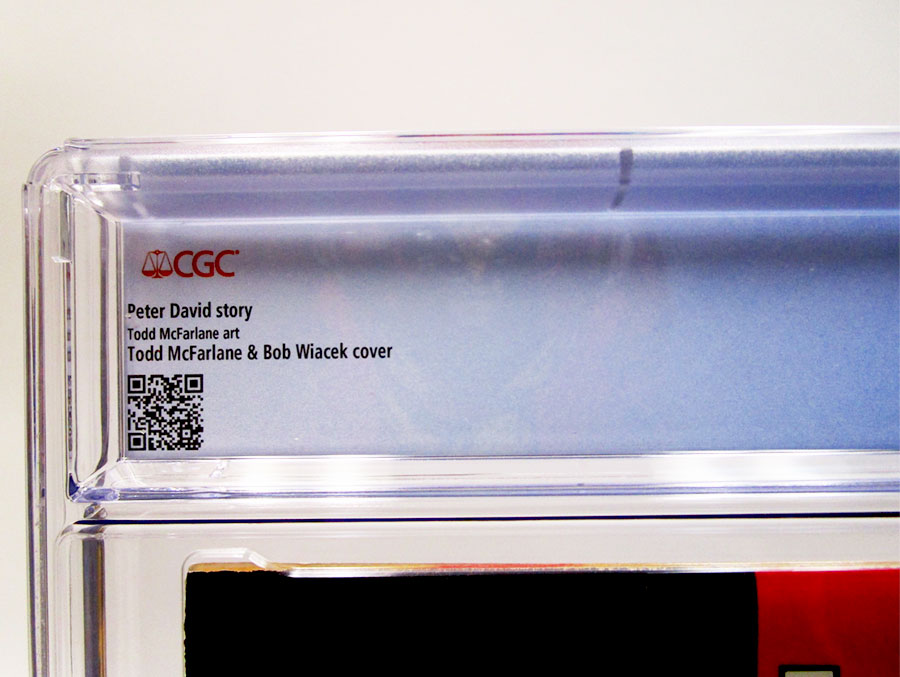 CGC
Peter David story
Todd McFarlane art
Todd McFarlane & Bob Wiacek cover